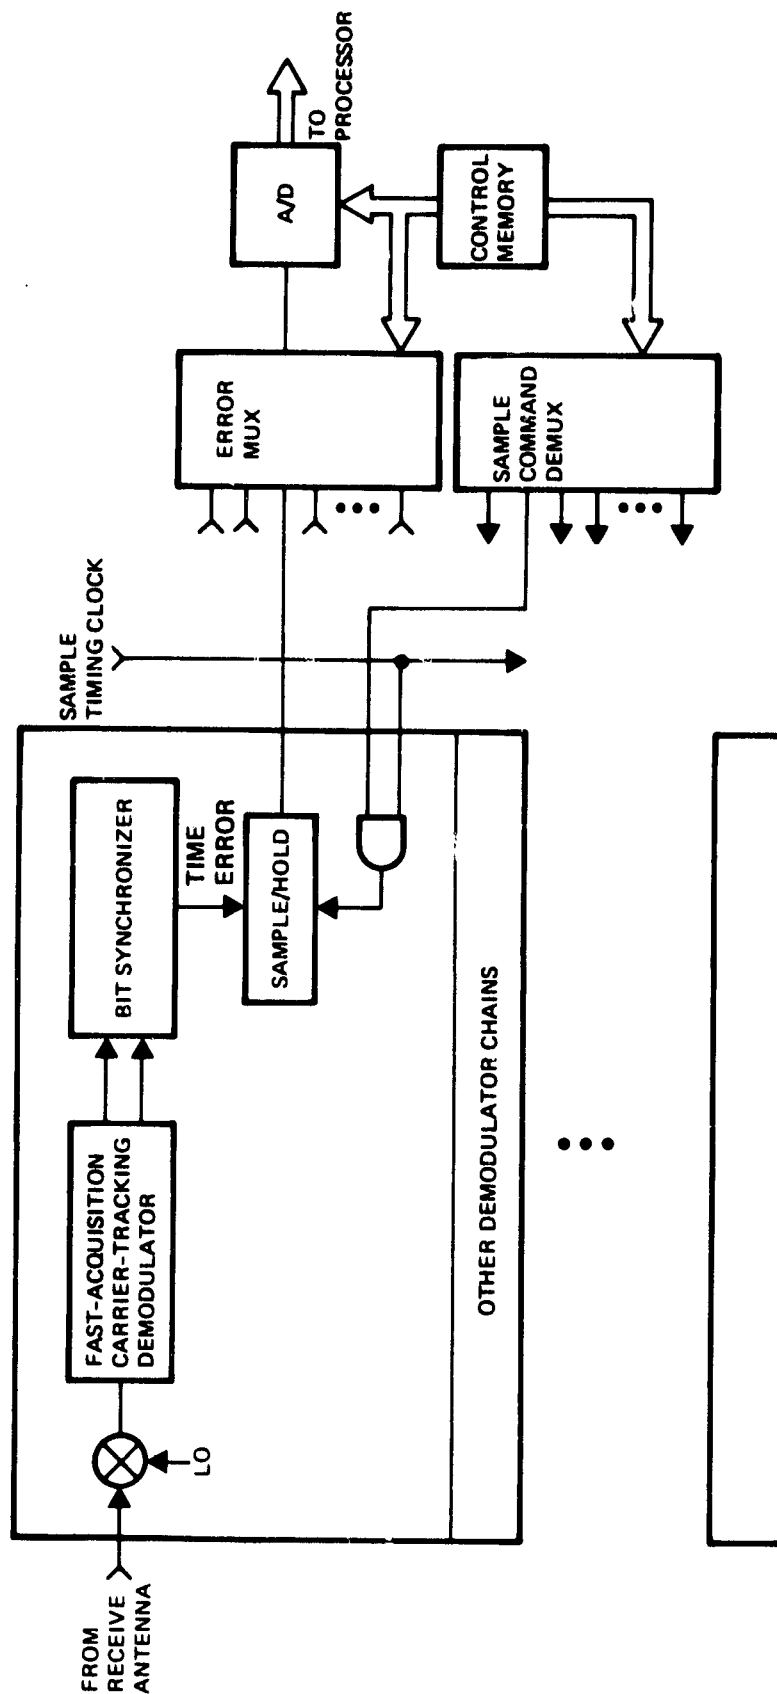 FROM
RECEIVE
ANTENNA
LO
FAST-ACQUISITION
CARRIER-TRACKING
DEMODULATOR
BIT SYNCHRONIZER
TIME
ERROR
SAMPLE/HOLD
OTHER DEMODULATOR CHAINS
SAMPLE
TIMING CLOCK
ERROR
MUX
SAMPLE
COMMAND
DEMUX
A/D
CONTROL
MEMORY
TO
PROCESSOR